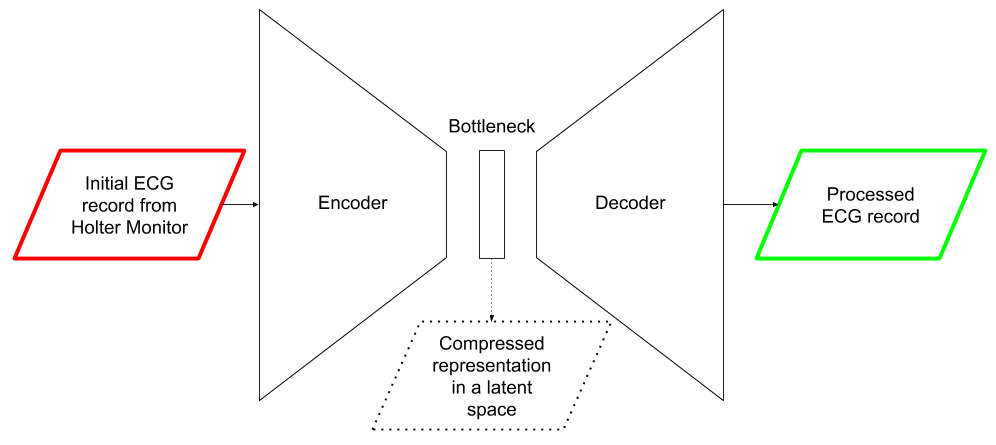 Initial ECG
record from
Holter Monitor
Encoder
Bottleneck
Compressed
representation
in a latent
space
Decoder
Processed
ECG record